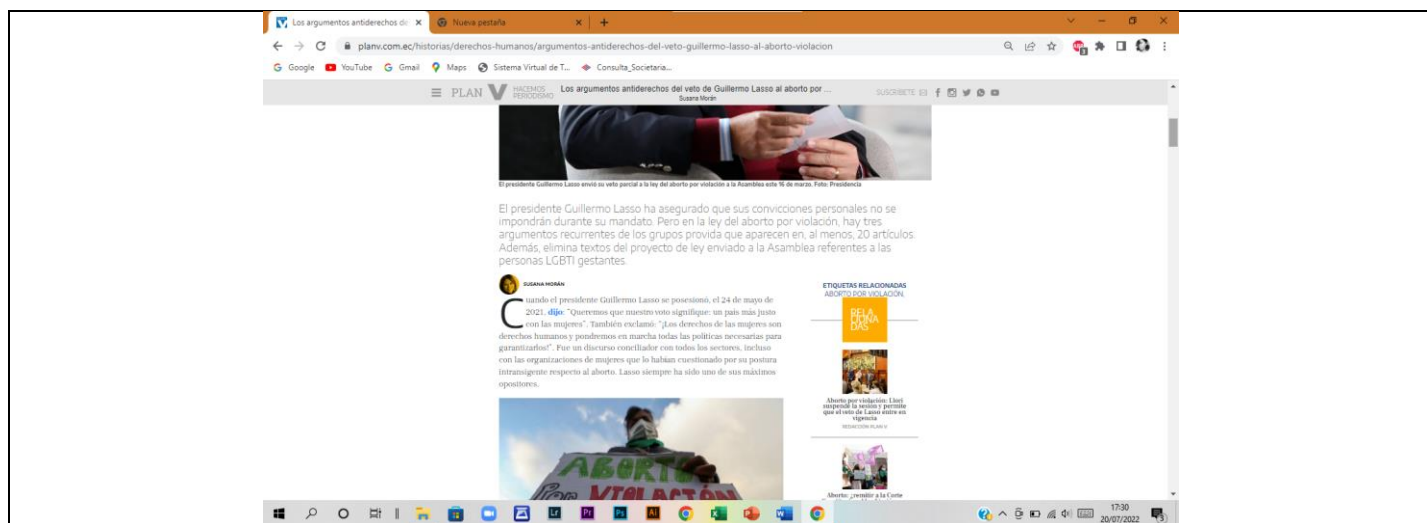 Los argumentos antiderechos de
Nueva pestaña
planv.com.ec/historias/derechos-humanos/argumentos-antiderechos-del-veto-guillermo-lasso-al-aborto-violacion
Google YouTube Gmail Maps Sistema Virtual de T... Consulta_Societaria...
PLAN V HACEMOS PERIODISMO Los argumentos antiderechos del veto de Guillermo Lasso al aborto por ... SUSCRÍBETE
Susana Morán
El presidente Guillermo Lasso envió su veto parcial a la ley del aborto por violación a la Asamblea este 16 de marzo. Foto: Presidencia
El presidente Guillermo Lasso ha asegurado que sus convicciones personales no se
impondrán durante su mandato. Pero en la ley del aborto por violación, hay tres
argumentos recurrentes de los grupos provida que aparecen en, al menos, 20 artículos.
Además, elimina textos del proyecto de ley enviado a la Asamblea referentes a las
personas LGBTI gestantes.
SUSANA MORÁN
Cuando el presidente Guillermo Lasso se posesionó, el 24 de mayo de
2021, dijo: "Queremos que nuestro voto signifique: un país más justo
con las mujeres". También exclamó: "¡Los derechos de las mujeres son
derechos humanos y pondremos en marcha todas las políticas necesarias para
garantizarlos!". Fue un discurso conciliador con todos los sectores, incluso
con las organizaciones de mujeres que lo habían cuestionado por su postura
intransigente respecto al aborto. Lasso siempre ha sido uno de sus máximos
opositores.
ETIQUETAS RELACIONADAS
ABORTO POR VIOLACIÓN,
RELA
CIONA
DAS
Aborto por violación: Llori
suspende la sesión y permite
que el veto de Lasso entre en
vigencia
REDACCIÓN PLAN V
Aborto: ¿remitir a la Corte
ABORTO
POR VIOLACIÓN
Lr Pr Ps Ai
17:30
20/07/2022